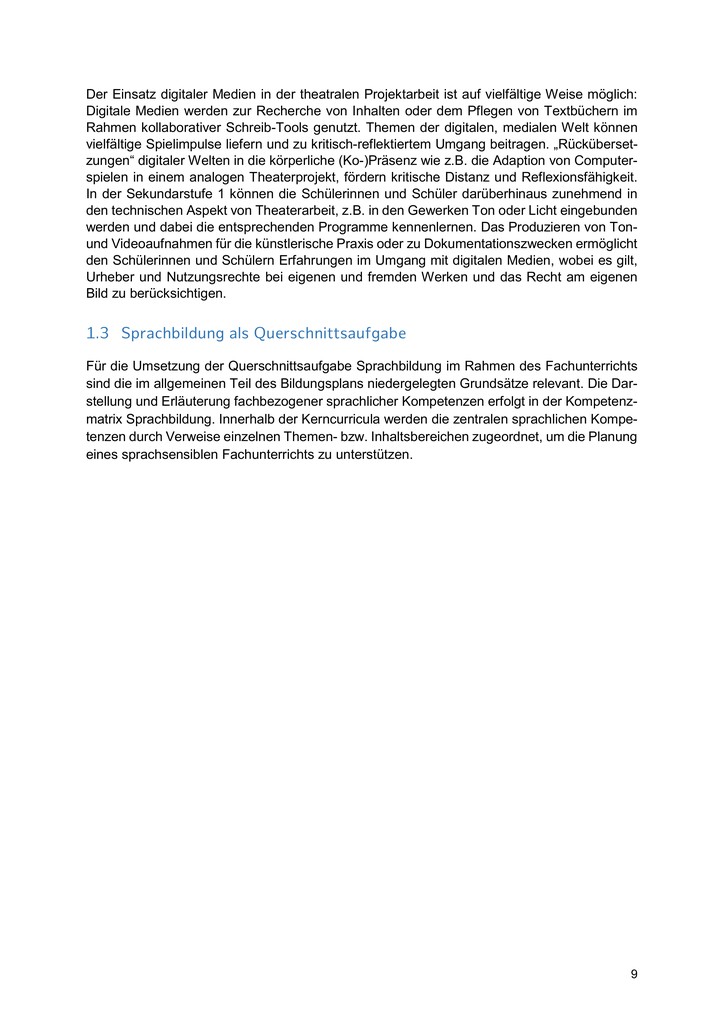 Der Einsatz digitaler Medien in der theatralen Projektarbeit ist auf vielfältige Weise möglich:
Digitale Medien werden zur Recherche von Inhalten oder dem Pflegen von Textbüchern im
Rahmen kollaborativer Schreib-Tools genutzt. Themen der digitalen, medialen Welt können
vielfältige Spielimpulse liefern und zu kritisch-reflektiertem Umgang beitragen. „Rücküberset-
zungen“ digitaler Welten in die körperliche (Ko-)Präsenz wie z.B. die Adaption von Computer-
spielen in einem analogen Theaterprojekt, fördern kritische Distanz und Reflexionsfähigkeit.
In der Sekundarstufe 1 können die Schülerinnen und Schüler darüberhinaus zunehmend in
den technischen Aspekt von Theaterarbeit, z.B. in den Gewerken Ton oder Licht eingebunden
werden und dabei die entsprechenden Programme kennenlernen. Das Produzieren von Ton-
und Videoaufnahmen für die künstlerische Praxis oder zu Dokumentationszwecken ermöglicht
den Schülerinnen und Schülern Erfahrungen im Umgang mit digitalen Medien, wobei es gilt,
Urheber und Nutzungsrechte bei eigenen und fremden Werken und das Recht am eigenen
Bild zu berücksichtigen.
1.3 Sprachbildung als Querschnittsaufgabe
Für die Umsetzung der Querschnittsaufgabe Sprachbildung im Rahmen des Fachunterrichts
sind die im allgemeinen Teil des Bildungsplans niedergelegten Grundsätze relevant. Die Dar-
stellung und Erläuterung fachbezogener sprachlicher Kompetenzen erfolgt in der Kompetenz-
matrix Sprachbildung. Innerhalb der Kerncurricula werden die zentralen sprachlichen Kompe-
tenzen durch Verweise einzelnen Themen- bzw. Inhaltsbereichen zugeordnet, um die Planung
eines sprachsensiblen Fachunterrichts zu unterstützen.
9